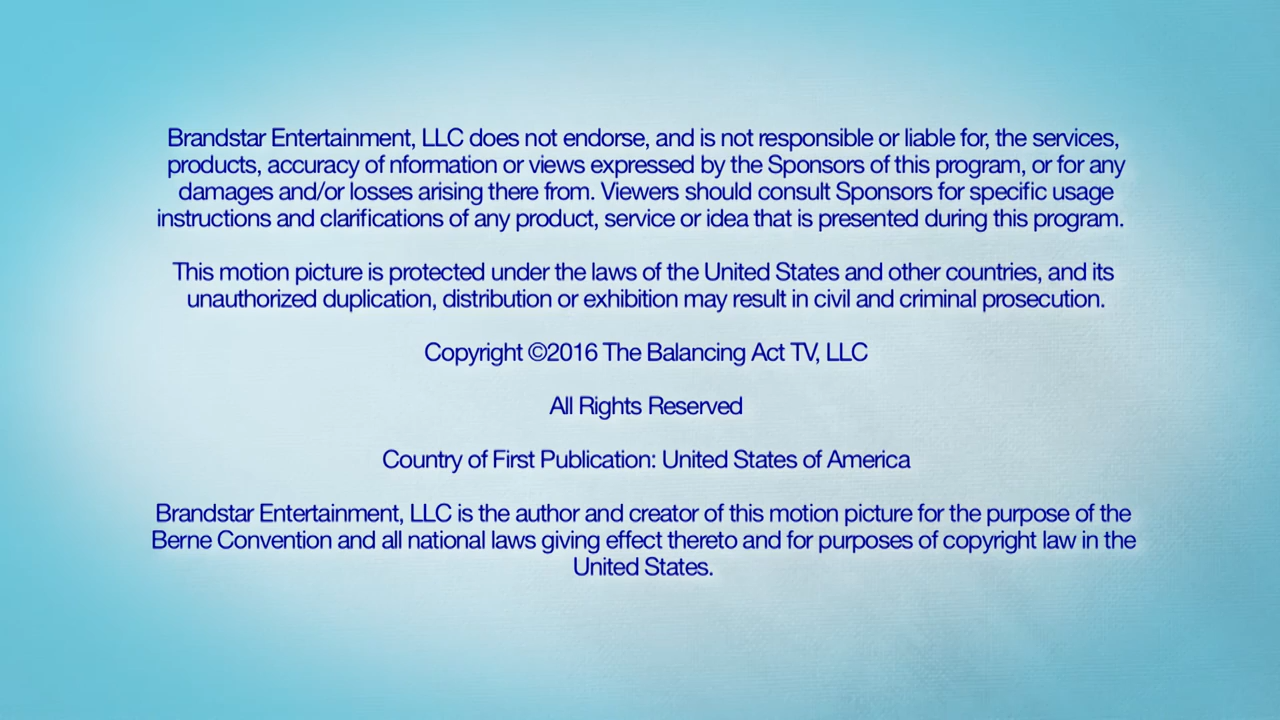 Brandstar Entertainment, LLC does not endorse, and is not responsible or liable for, the services,
products, accuracy of nformation or views expressed by the Sponsors of this program, or for any
damages and/or losses arising there from. Viewers should consult Sponsors for specific usage
instructions and clarifications of any product, service or idea that is presented during this program.
This motion picture is protected under the laws of the United States and other countries, and its
unauthorized duplication, distribution or exhibition may result in civil and criminal prosecution.
Copyright ©2016 The Balancing Act TV, LLC
All Rights Reserved
Country of First Publication: United States of America
Brandstar Entertainment, LLC is the author and creator of this motion picture for the purpose of the
Berne Convention and all national laws giving effect thereto and for purposes of copyright law in the
United States.